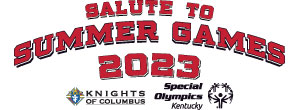 SALUTE TO
SUMMER GAMES
2023
KNIGHTS
OF COLUMBUS
Special
Olympics
Kentucky